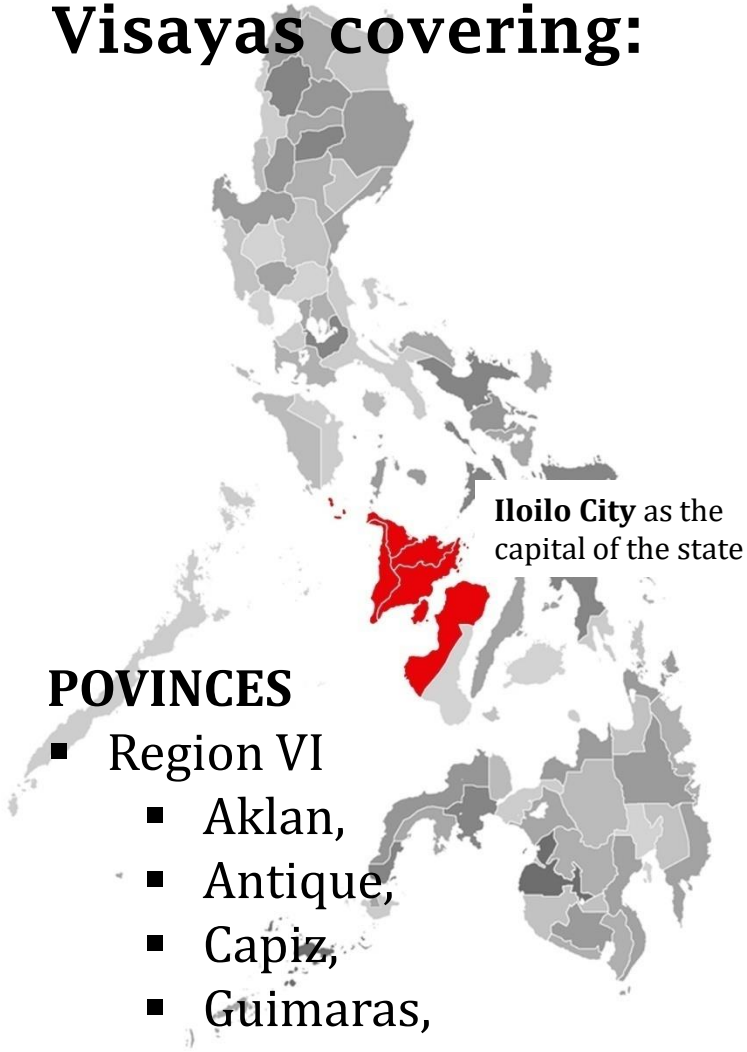 Visayas covering:
Iloilo City as the
capital of the state
POVINCES
▪ Region VI
▪ Aklan,
▪ Antique,
▪ Capiz,
▪ Guimaras,